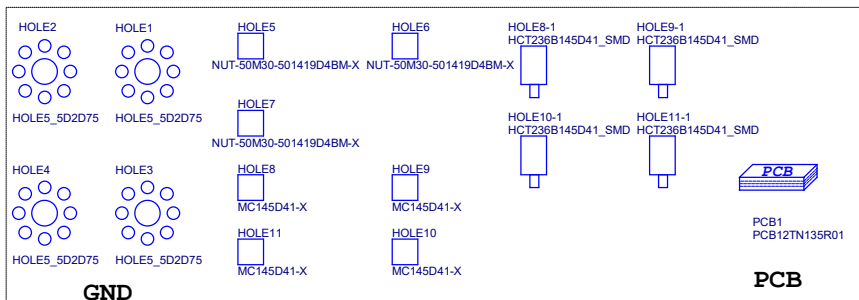 HOLE2
HOLE5_5D2D75
HOLE1
HOLE5_5D2D75
HOLE5
NUT-50M30-501419D4BM-X
HOLE6
NUT-50M30-501419D4BM-X
HOLE8-1
HCT236B145D41_SMD
HOLE9-1
HCT236B145D41_SMD
HOLE7
NUT-50M30-501419D4BM-X
HOLE10-1
HCT236B145D41_SMD
HOLE11-1
HCT236B145D41_SMD
HOLE4
HOLE5_5D2D75
HOLE3
HOLE5_5D2D75
HOLE8
MC145D41-X
HOLE9
MC145D41-X
HOLE11
MC145D41-X
HOLE10
MC145D41-X
PCB
PCB1
PCB12TN135R01
GND
PCB